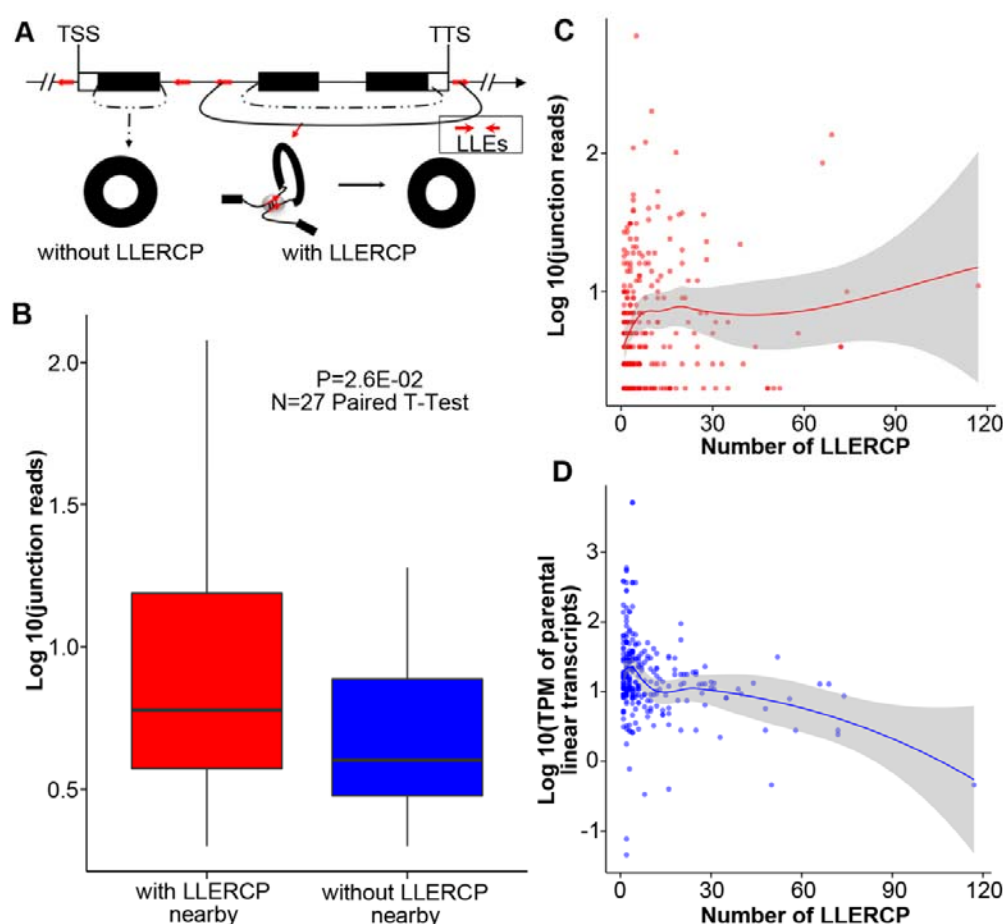 A
TSS
TTS
LLEs
without LLERCP
with LLERCP
B
Log 10(junction reads)
2.0
1.5
1.0
0.5
P=2.6E-02
N=27 Paired T-Test
with LLERCP
nearby
without LLERCP
nearby
C
Log 10(junction reads)
2
1
0
30
60
90
120
Number of LLERCP
D
Log 10(TPM of parental
linear transcripts)
3
2
1
0
-1
0
30
60
90
120
Number of LLERCP